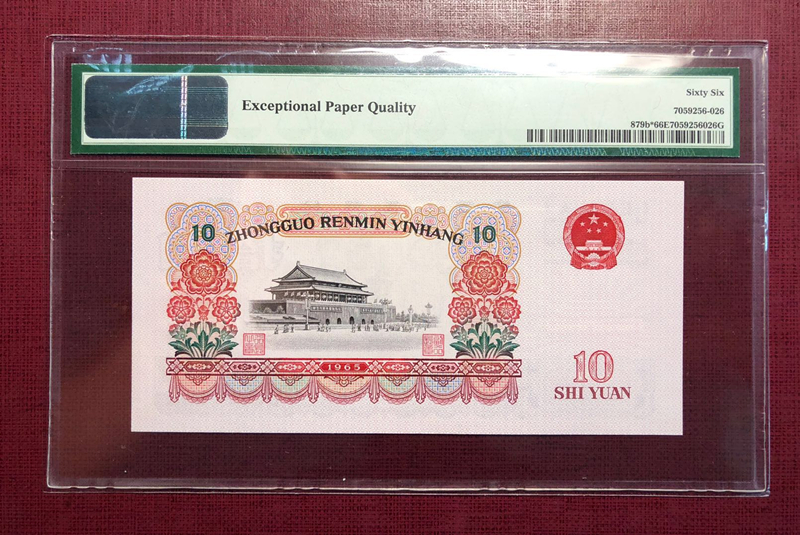 Exceptional Paper Quality
Sixty Six
7059256-026
879b*66E7059256026G
ZHONGGUO RENMIN YINHANG
10
10
1965
10
SHI YUAN